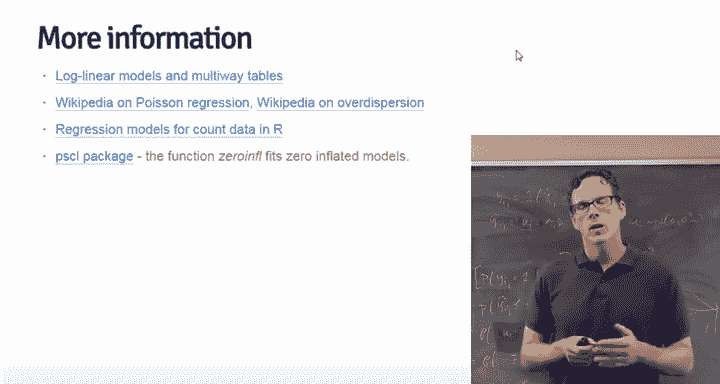 More information
Log-linear models and multiway tables
Wikipedia on Poisson regression, Wikipedia on overdispersion
Regression models for count data in R
pscl package - the function zeroinfl fits zero inflated models.